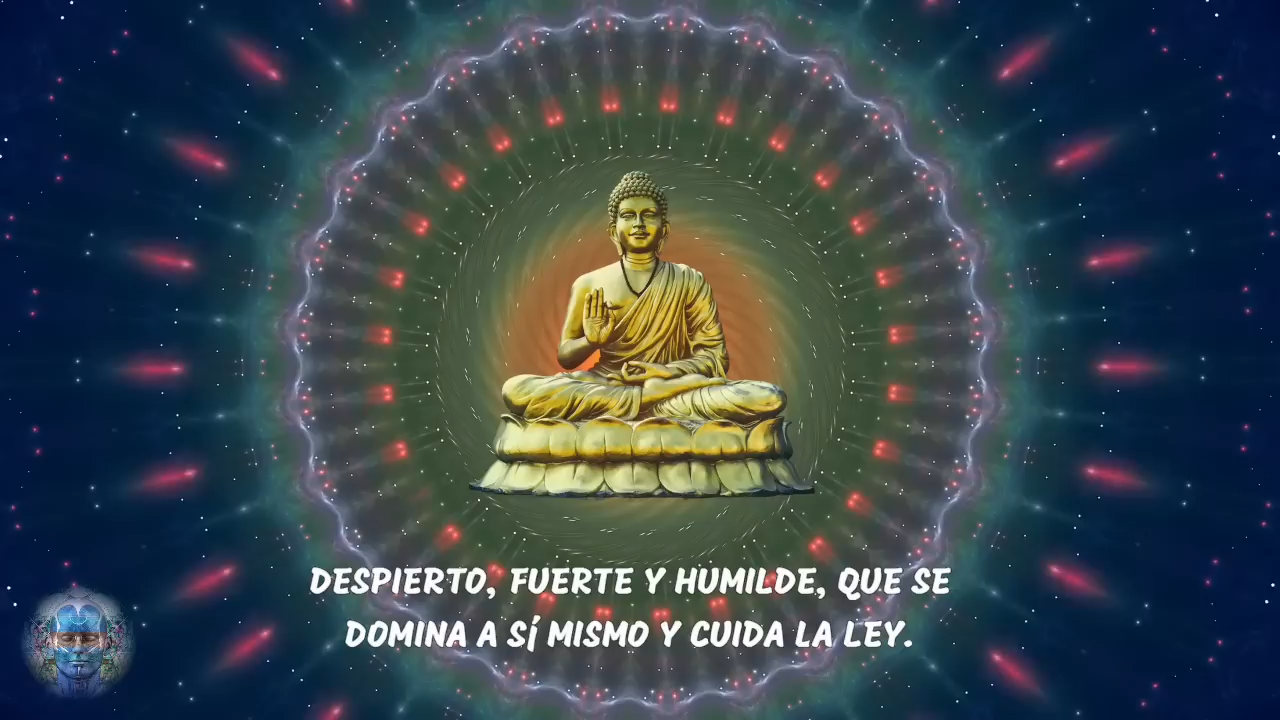 DESPIERTO, FUERTE Y HUMILDE, QUE SE
DOMINA A SÍ MISMO Y CUIDA LA LEY.